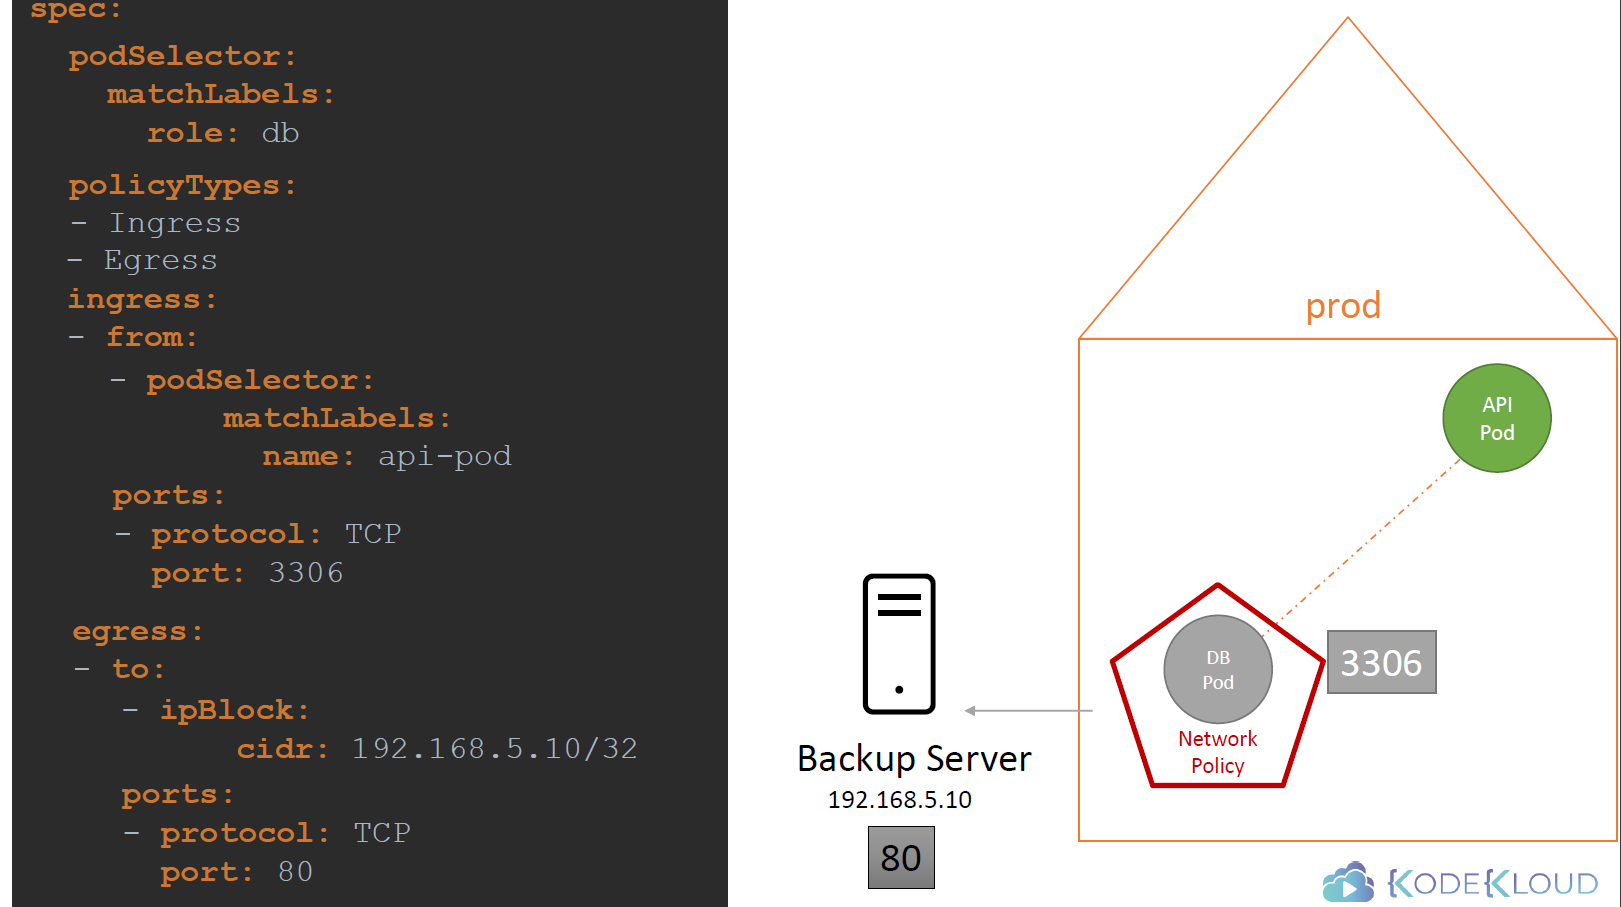 spec:
podSelector:
matchLabels:
role: db
policyTypes:
- Ingress
- Egress
ingress:
- from:
- podSelector:
matchLabels:
name: api-pod
ports:
- protocol: TCP
port: 3306
egress:
- to:
- ipBlock:
cidr: 192.168.5.10/32
ports:
- protocol: TCP
port: 80
prod
API
Pod
DB
Pod
3306
Network
Policy
Backup Server
192.168.5.10
80
KODEKLOUD